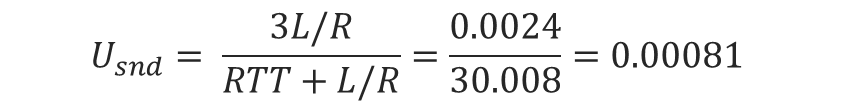 U_snd = (3L/R)/(RTT + L/R) = 0.0024/30.008 = 0.00081